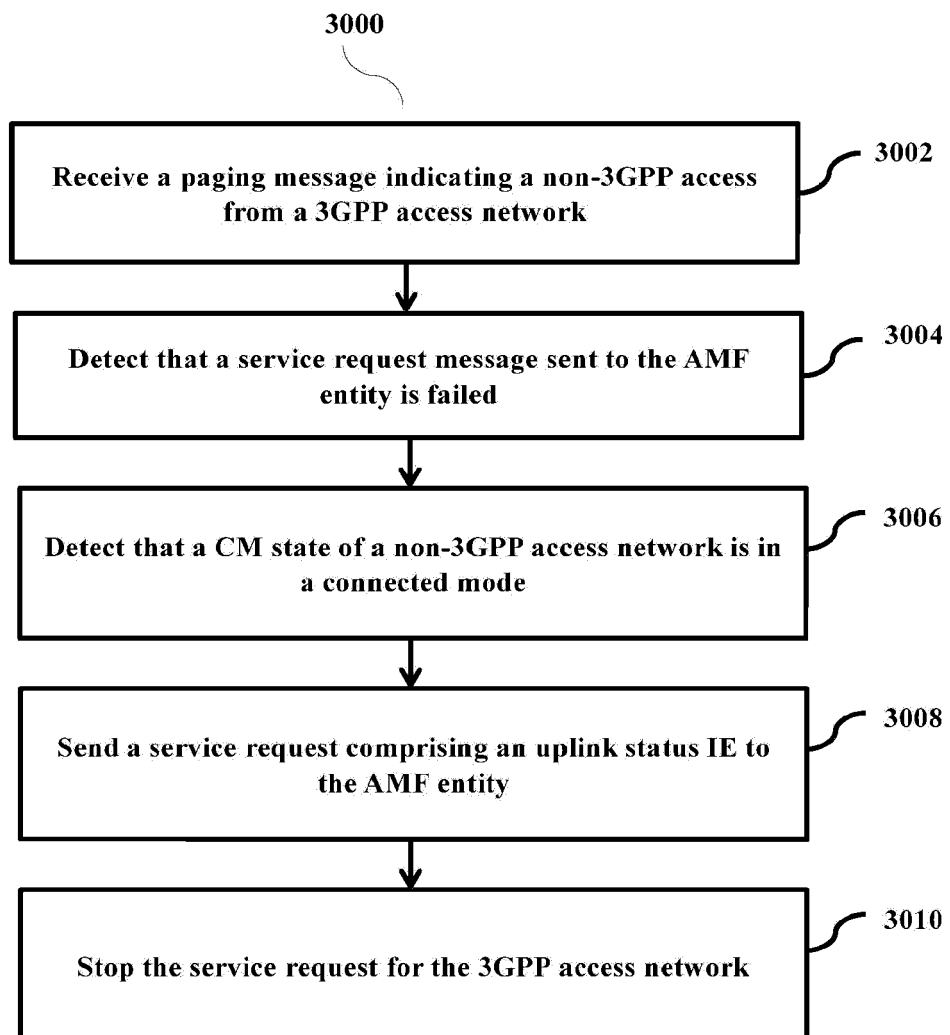 3000
Receive a paging message indicating a non-3GPP access
from a 3GPP access network
3002
Detect that a service request message sent to the AMF
entity is failed
3004
Detect that a CM state of a non-3GPP access network is in
a connected mode
3006
Send a service request comprising an uplink status IE to
the AMF entity
3008
Stop the service request for the 3GPP access network
3010